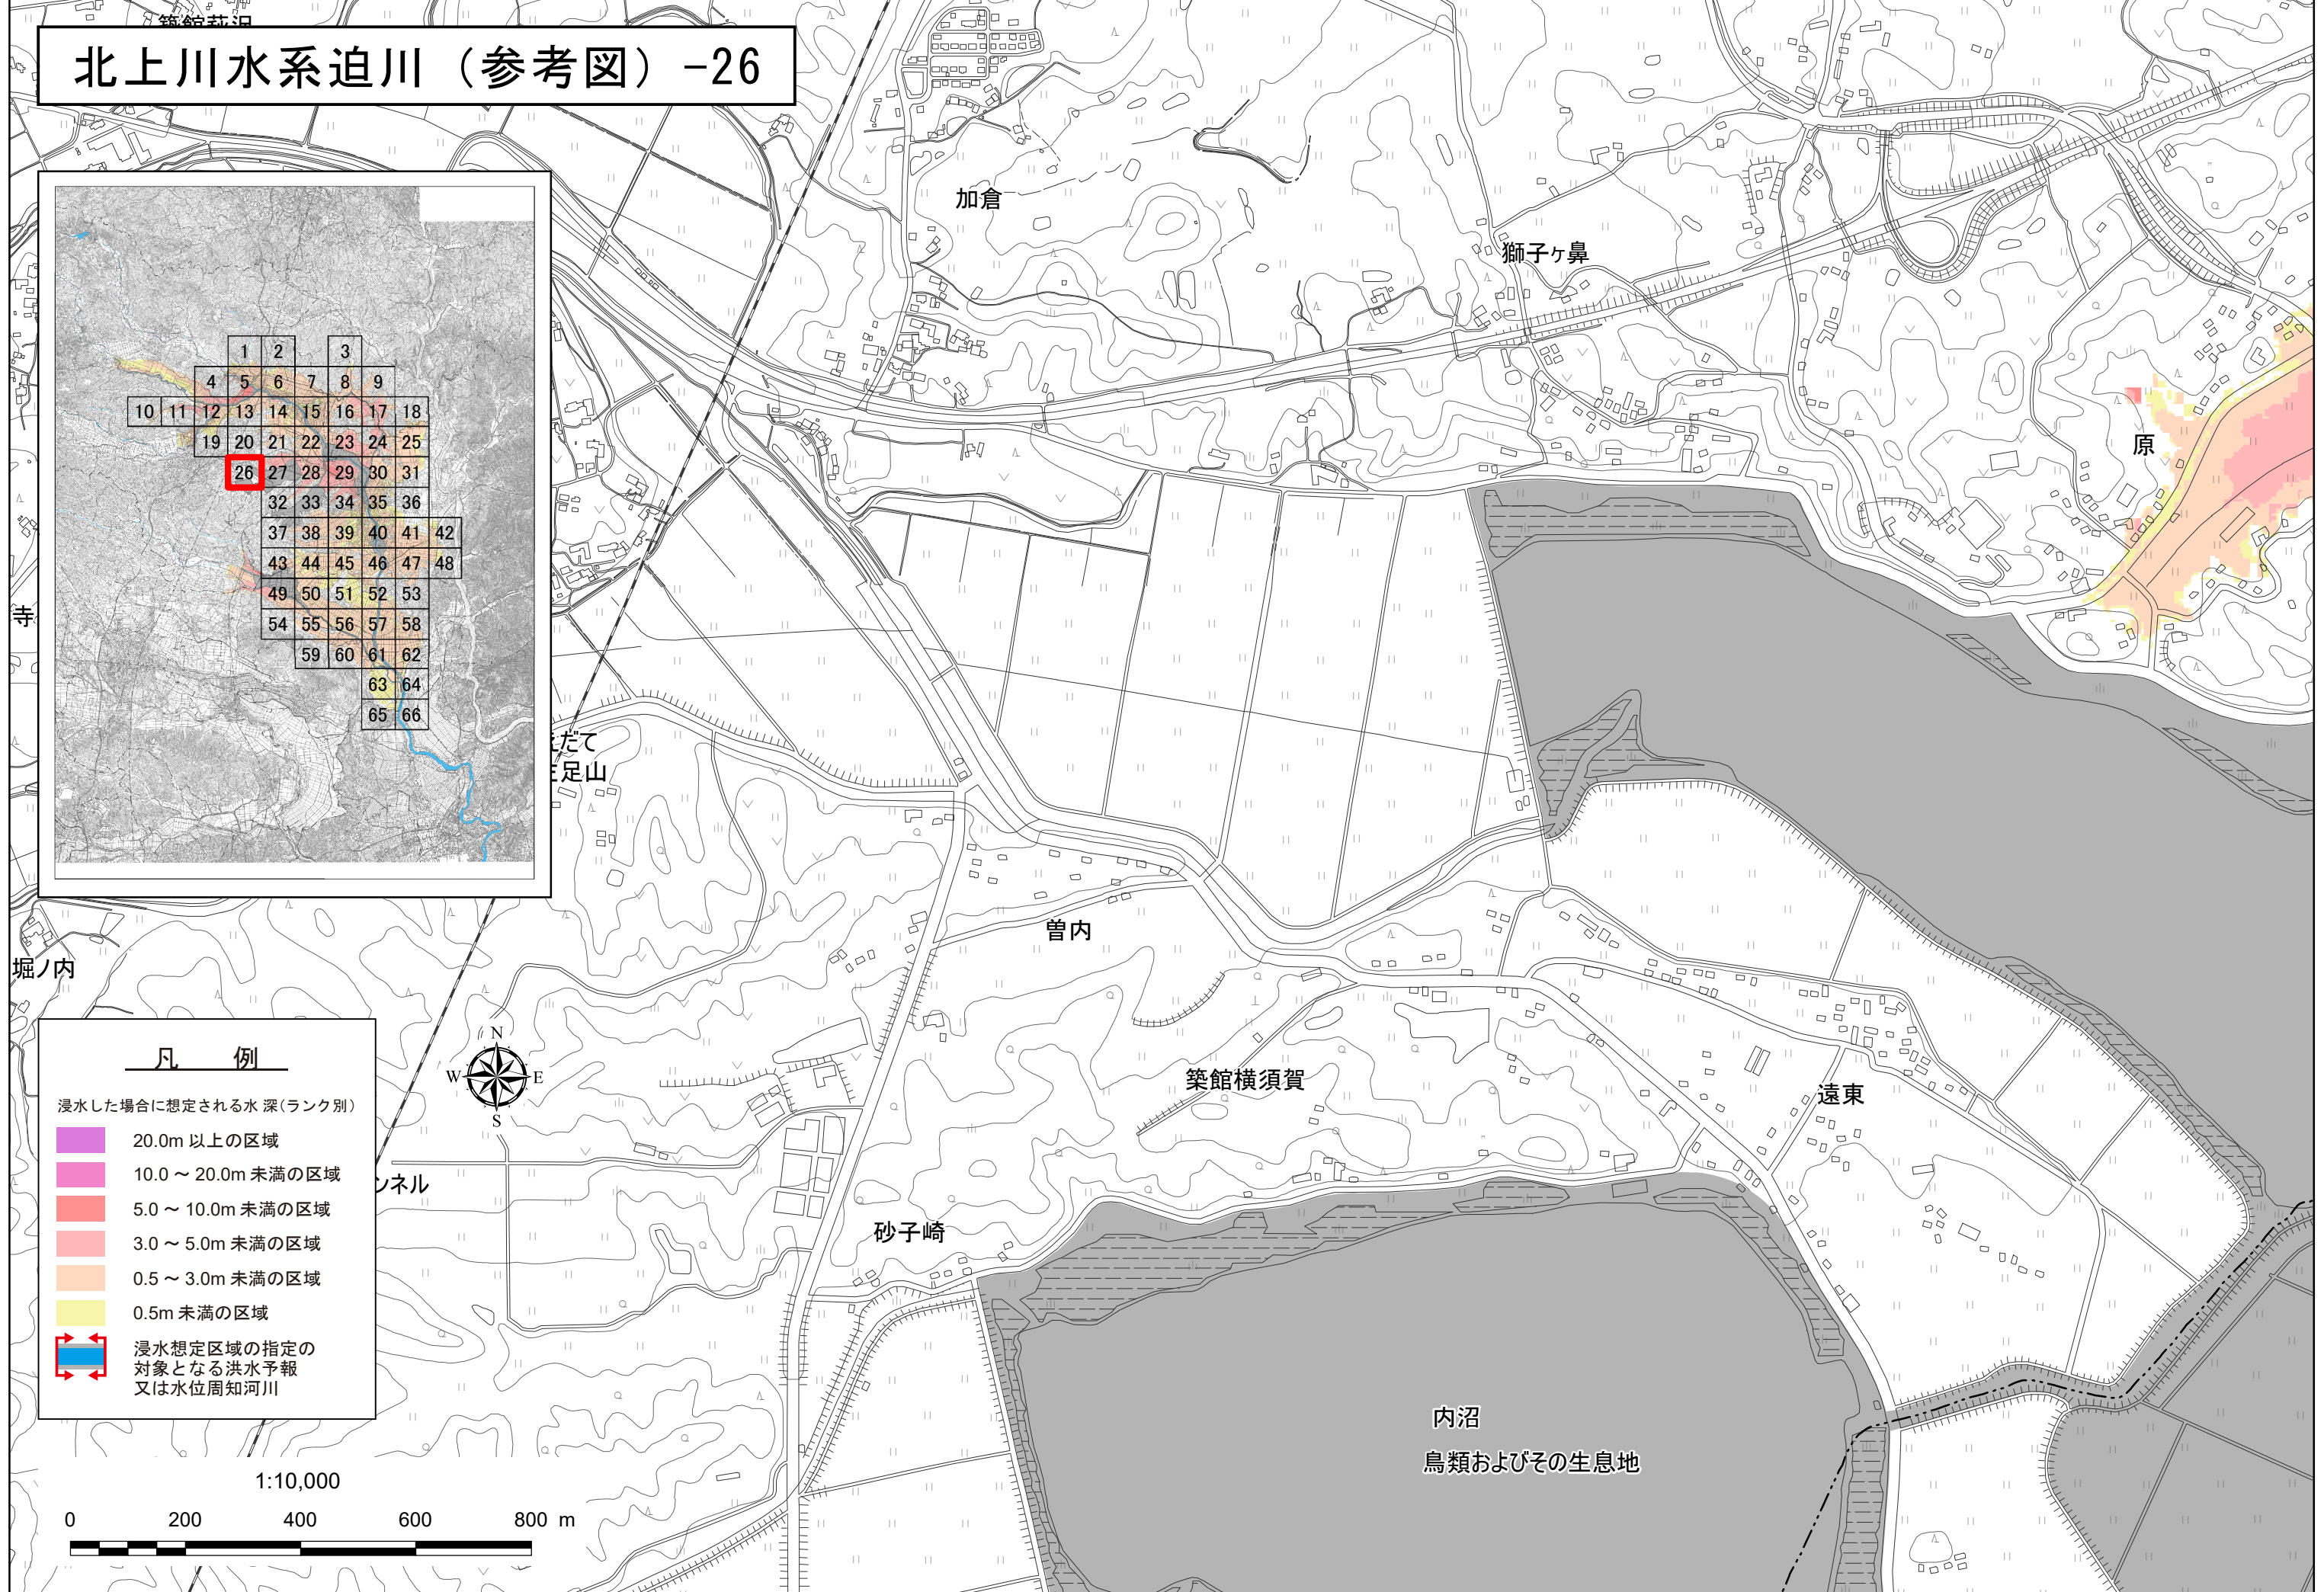 北上川水系迫川（参考図）-26
加倉
獅子ヶ鼻
原
1 2 3
4 5 6 7 8 9
10 11 12 13 14 15 16 17 18
19 20 21 22 23 24 25
26 27 28 29 30 31
32 33 34 35 36
37 38 39 40 41 42
43 44 45 46 47 48
49 50 51 52 53
54 55 56 57 58
59 60 61 62
63 64
65 66
寺
だて
足山
曽内
堀ノ内
築館横須賀
遠東
ンネル
砂子崎
内沼
鳥類およびその生息地
N
W E
S
凡 例
浸水した場合に想定される水 深(ランク別)
20.0m 以上の区域
10.0 ～ 20.0m 未満の区域
5.0 ～ 10.0m 未満の区域
3.0 ～ 5.0m 未満の区域
0.5 ～ 3.0m 未満の区域
0.5m 未満の区域
浸水想定区域の指定の
対象となる洪水予報
又は水位周知河川
1:10,000
0 200 400 600 800 m